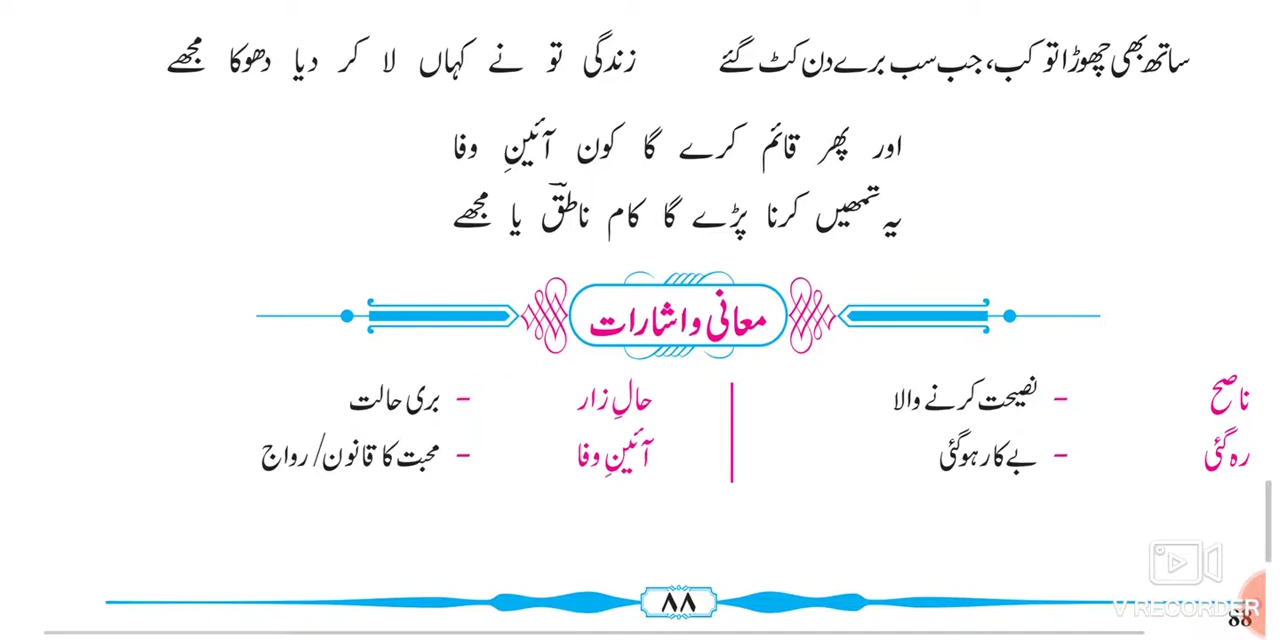 ساتھ بھی چھوڑا تو کب، جب سب برے دن کٹ گئے زندگی تو نے کہاں لا کر دیا دھوکا مجھے
اور پھر قائم کرے گا کون آئینِ وفا
یہ تمھیں کرنا پڑے گا کام ناطقؔ یا مجھے
معانی و اشارات
ناصح - نصیحت کرنے والا حالِ زار - بری حالت
رہ گئی - بے کار ہوگئی آئینِ وفا - محبت کا قانون/رواج
۸۸
V RECORDER
88